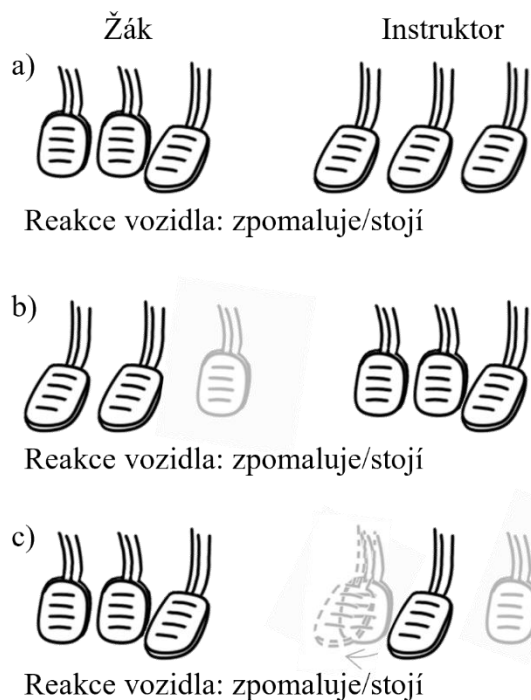 Žák Instruktor
a)
Reakce vozidla: zpomaluje/stojí
b)
Reakce vozidla: zpomaluje/stojí
c)
Reakce vozidla: zpomaluje/stojí